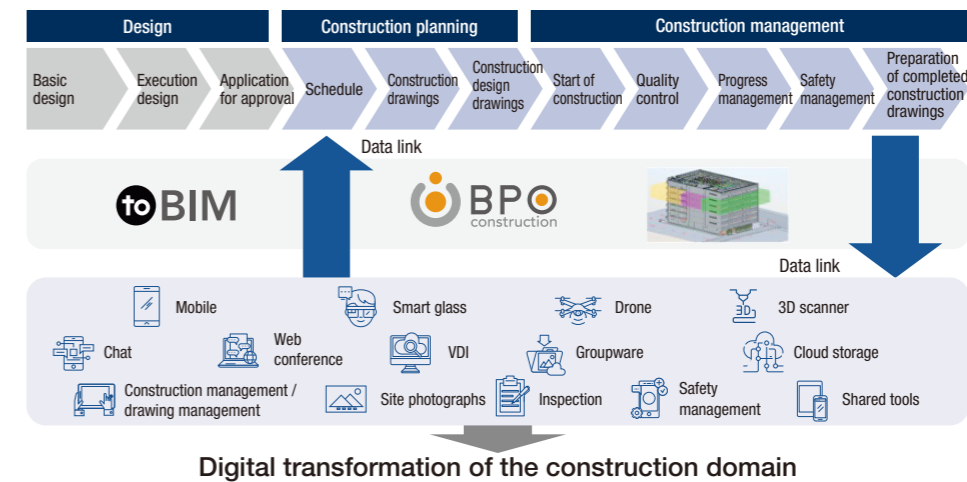 Design
Construction planning
Construction management
Basic
design
Execution
design
Application
for approval
Schedule
Construction
drawings
Construction
design
drawings
Start of
construction
Quality
control
Progress
management
Safety
management
Preparation
of completed
construction
drawings
Data link
to BIM
BPO
construction
Data link
Mobile
Smart glass
Drone
3D
3D scanner
Chat
Web
conference
VDI
Groupware
Cloud storage
Construction management /
drawing management
Site photographs
Inspection
Safety
management
Shared tools
Digital transformation of the construction domain